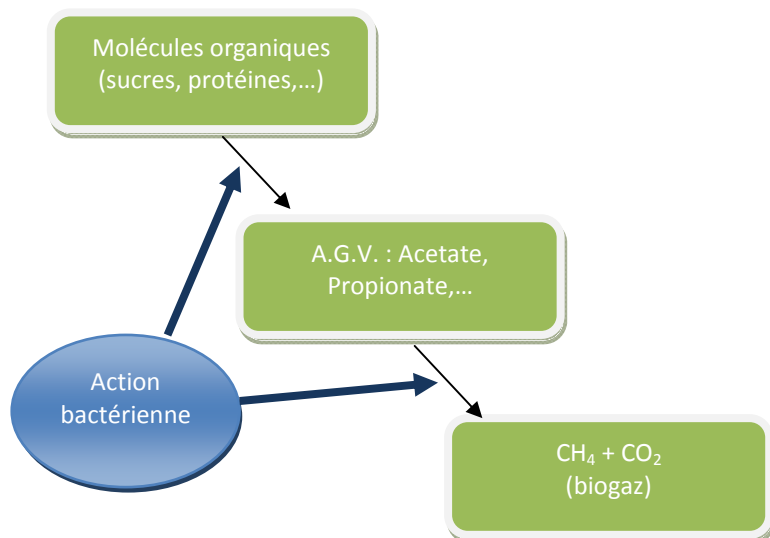 Molécules organiques
(sucres, protéines,…)
A.G.V. : Acetate,
Propionate,…
Action
bactérienne
CH₄ + CO₂
(biogaz)